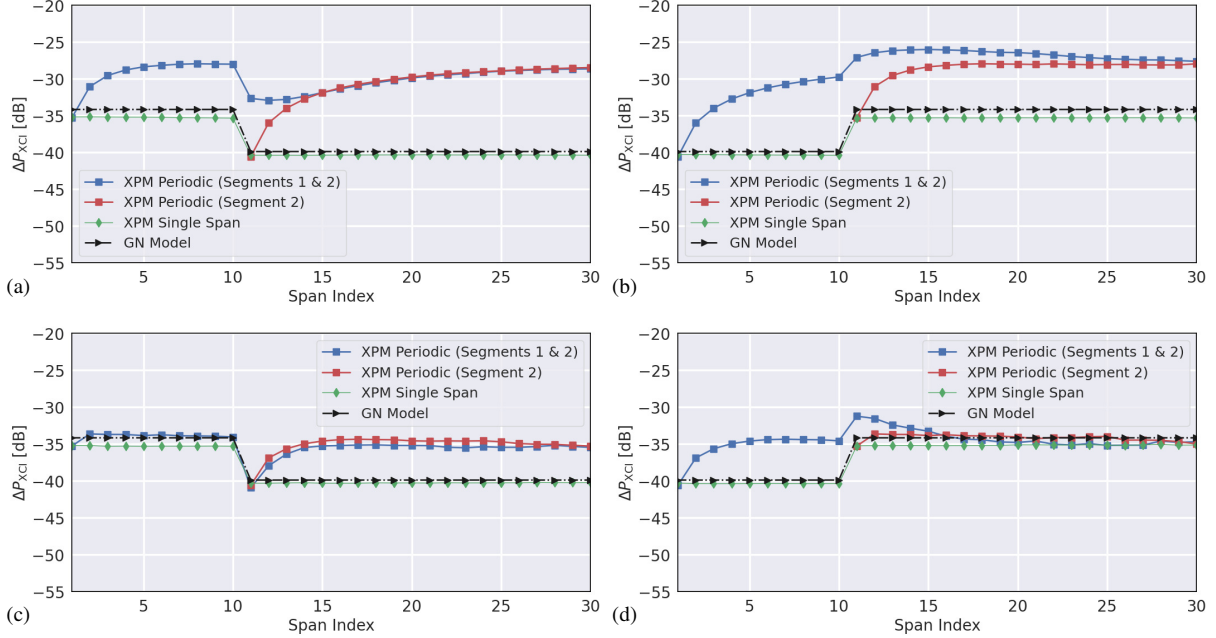 −20
−25
−30
−35
−40
−45
−50
−55
ΔP_XCI [dB]
XPM Periodic (Segments 1 & 2)
XPM Periodic (Segment 2)
XPM Single Span
GN Model
5 10 15 20 25 30
Span Index
(a)
−20
−25
−30
−35
−40
−45
−50
−55
ΔP_XCI [dB]
XPM Periodic (Segments 1 & 2)
XPM Periodic (Segment 2)
XPM Single Span
GN Model
5 10 15 20 25 30
Span Index
(b)
−20
−25
−30
−35
−40
−45
−50
−55
ΔP_XCI [dB]
XPM Periodic (Segments 1 & 2)
XPM Periodic (Segment 2)
XPM Single Span
GN Model
5 10 15 20 25 30
Span Index
(c)
−20
−25
−30
−35
−40
−45
−50
−55
ΔP_XCI [dB]
XPM Periodic (Segments 1 & 2)
XPM Periodic (Segment 2)
XPM Single Span
GN Model
5 10 15 20 25 30
Span Index
(d)